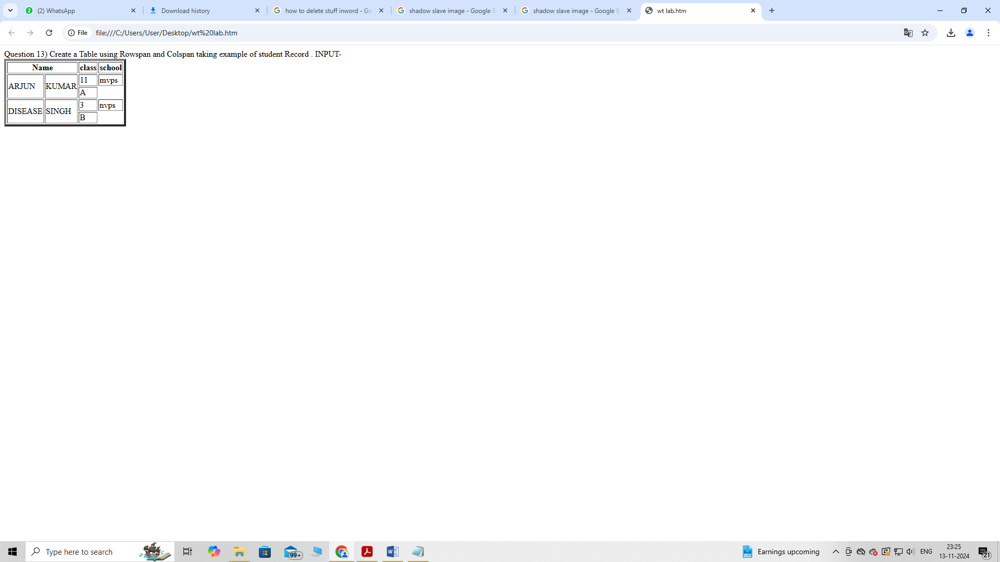 (2) WhatsApp
Download history
how to delete stuff inword - Go
shadow slave image - Google S
shadow slave image - Google S
wt lab.htm
File
file:///C:/Users/User/Desktop/wt%20lab.htm
Question 13) Create a Table using Rowspan and Colspan taking example of student Record . INPUT-
Name class school
ARJUN KUMAR 11 mvps
A
DISEASE SINGH 3 nvps
B
Type here to search
99+
Earnings upcoming
ENG
23:25
13-11-2024
21